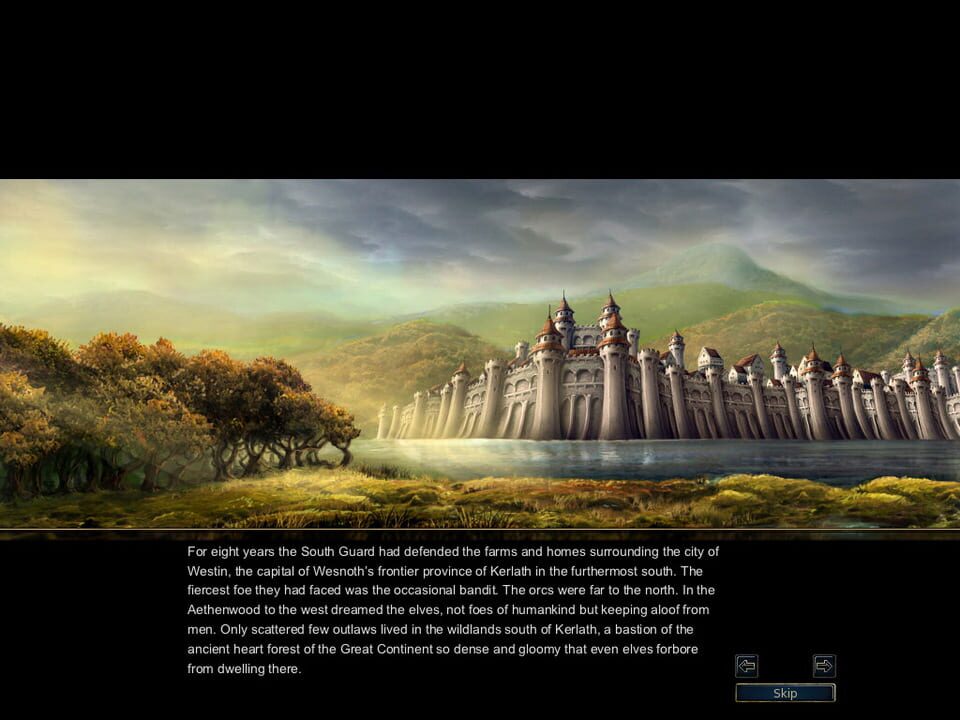 For eight years the South Guard had defended the farms and homes surrounding the city of
Westin, the capital of Wesnoth's frontier province of Kerlath in the furthermost south. The
fiercest foe they had faced was the occasional bandit. The orcs were far to the north. In the
Aethenwood to the west dreamed the elves, not foes of humankind but keeping aloof from
men. Only scattered few outlaws lived in the wildlands south of Kerlath, a bastion of the
ancient heart forest of the Great Continent so dense and gloomy that even elves forbore
from dwelling there.
Skip